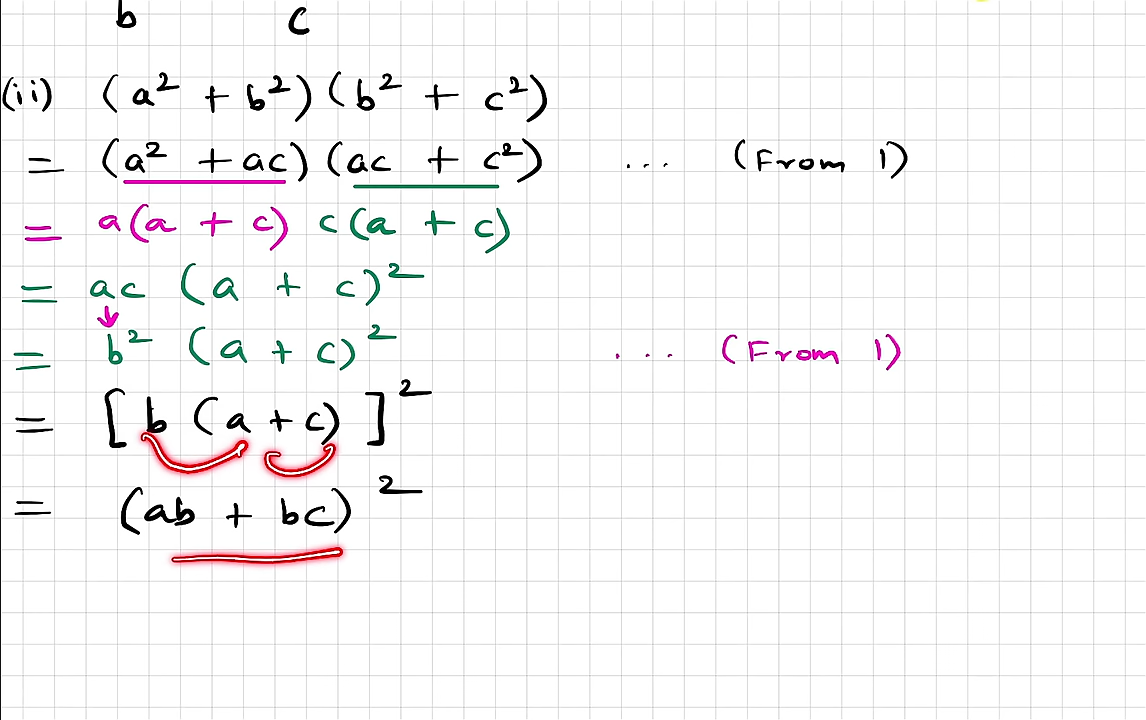 b c
(ii) (a² + b²)(b² + c²)
= (a² + ac)(ac + c²) ... (From 1)
= a(a + c) c(a + c)
= ac (a + c)²
= b² (a + c)² ... (From 1)
= [b (a + c)]²
= (ab + bc)²